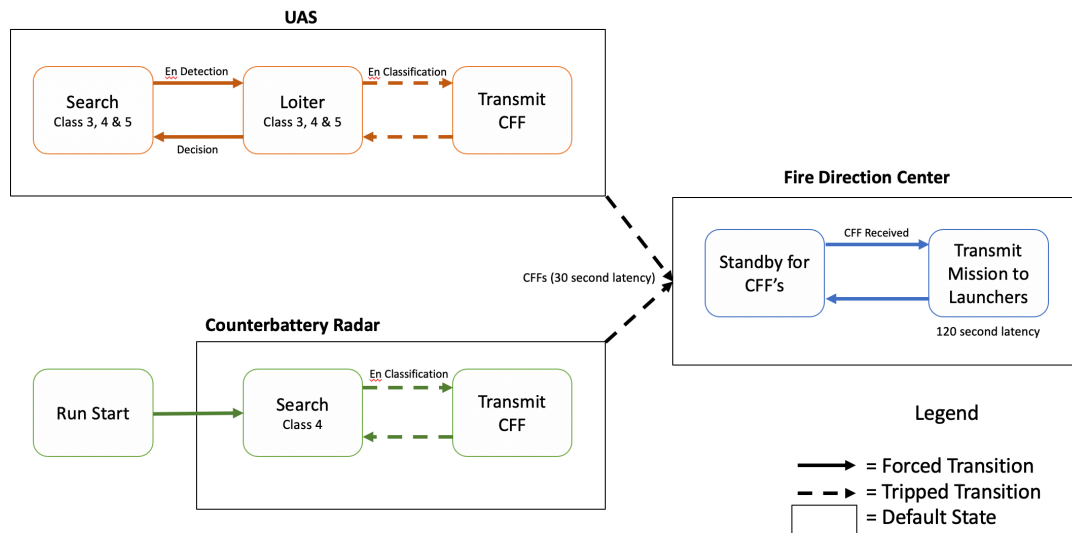 UAS
En Detection
En Classification
Search
Class 3, 4 & 5
Loiter
Class 3, 4 & 5
Transmit
CFF
Decision
Fire Direction Center
CFF Received
Standby for
CFF's
Transmit
Mission to
Launchers
120 second latency
CFFs (30 second latency)
Counterbattery Radar
En Classification
Run Start
Search
Class 4
Transmit
CFF
Legend
= Forced Transition
= Tripped Transition
= Default State